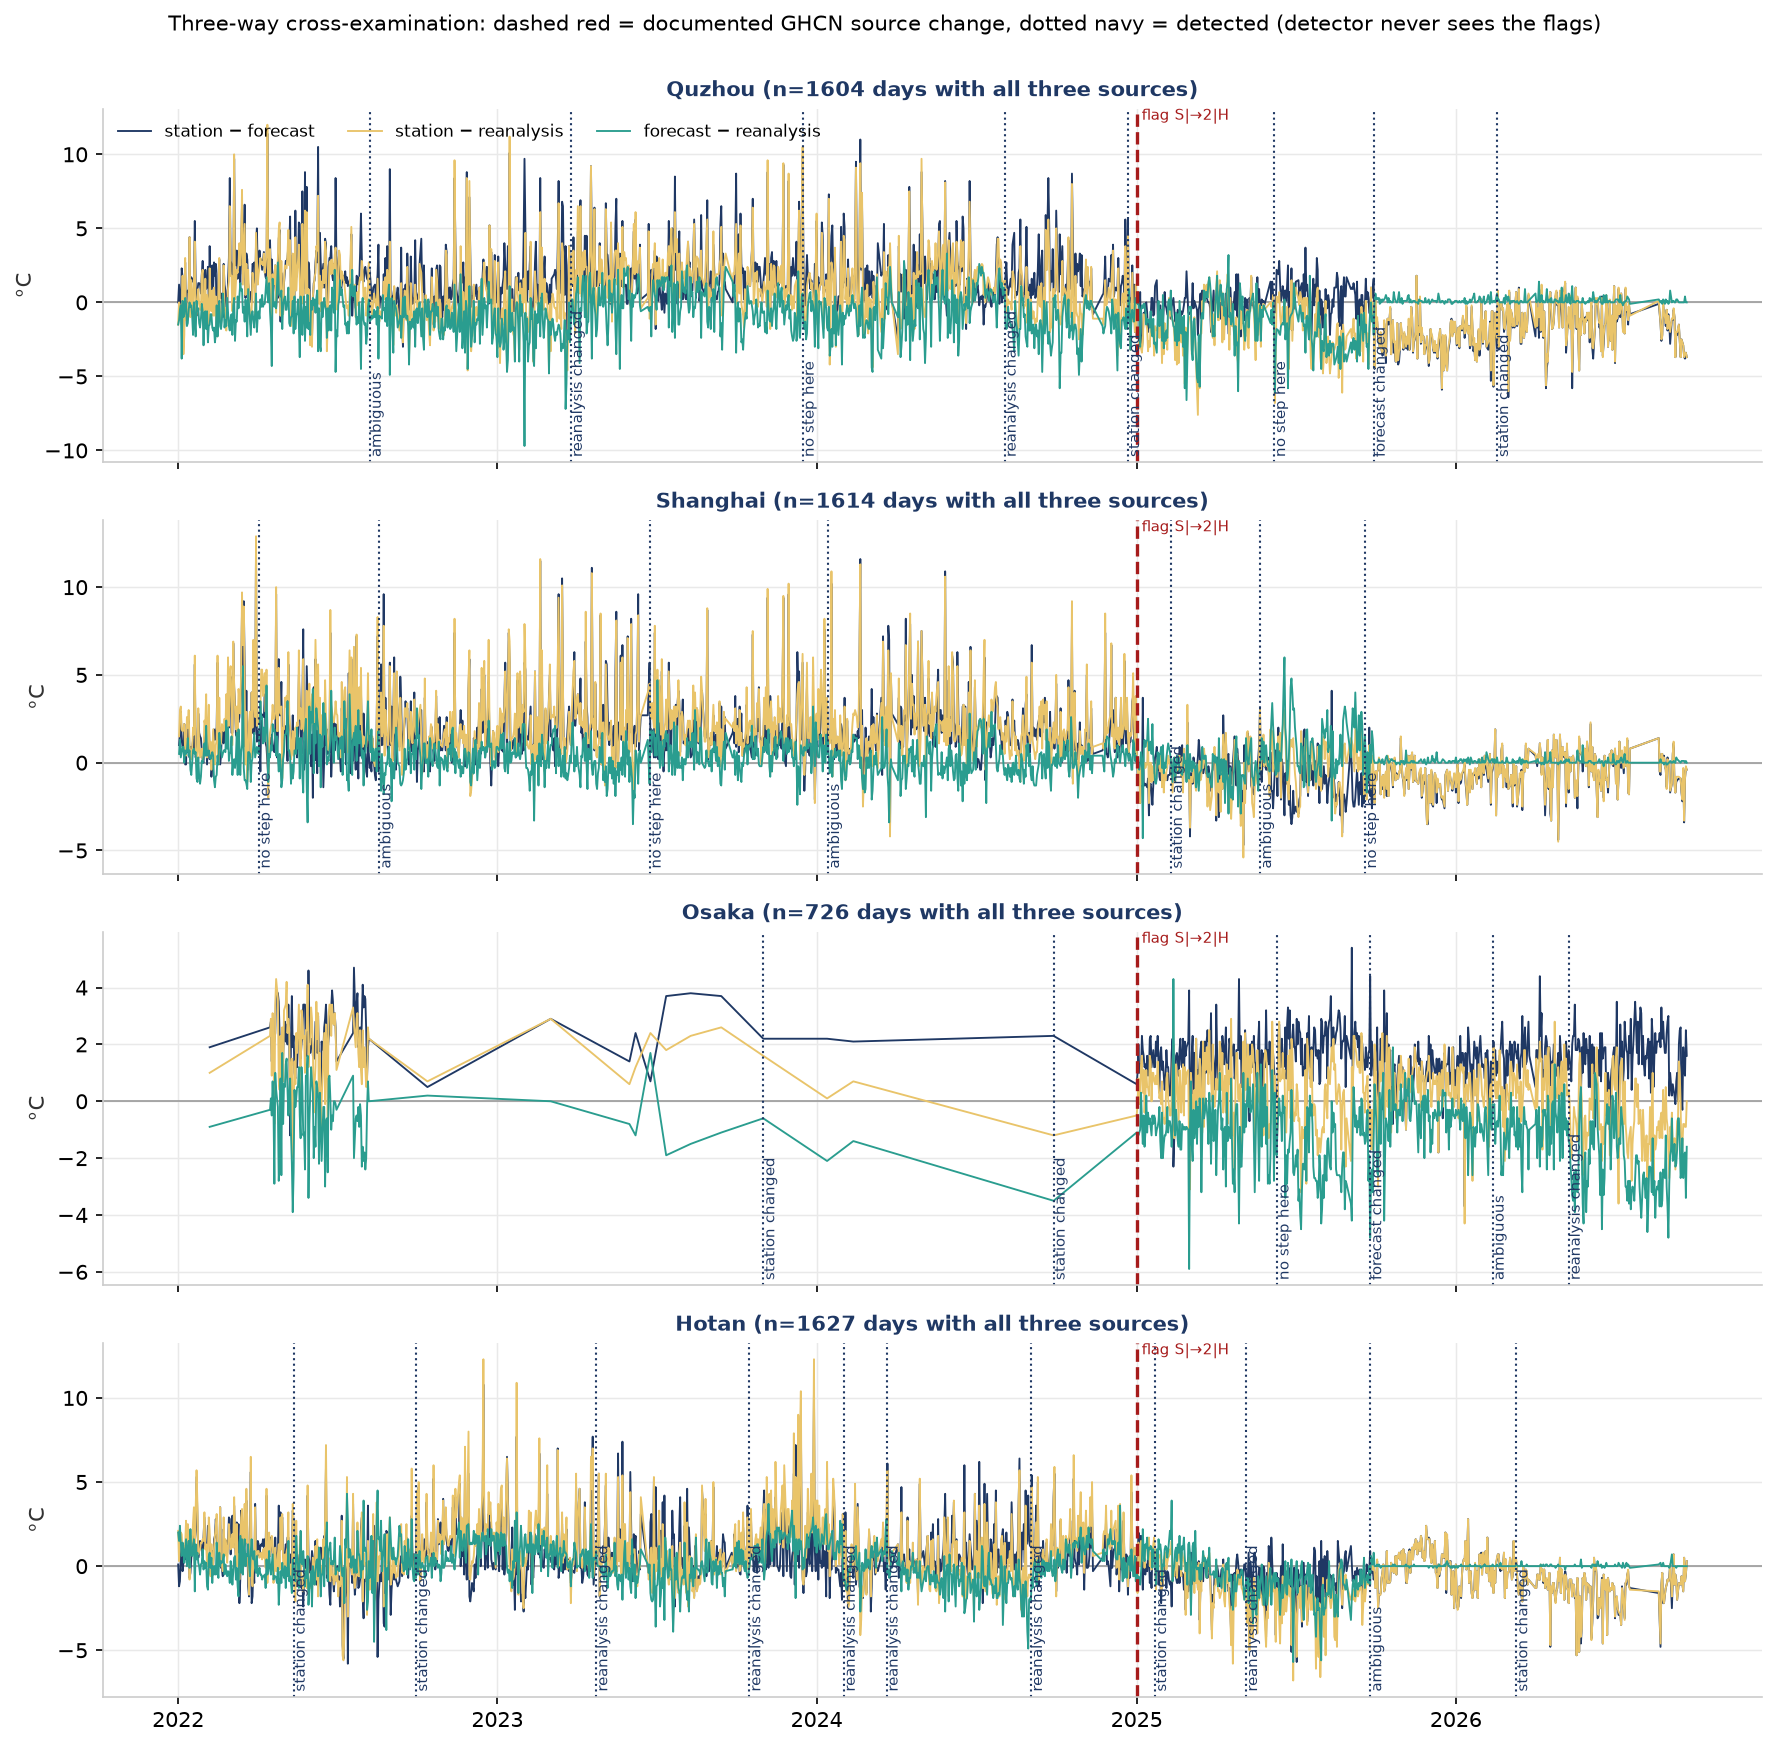 Three-way cross-examination: dashed red = documented GHCN source change, dotted navy = detected (detector never sees the flags)
Quzhou (n=1604 days with all three sources)
flag S|→2|H
station − forecast
station − reanalysis
forecast − reanalysis
°C
10
5
0
−5
−10
ambiguous
reanalysis changed
no step here
reanalysis changed
station changed
no step here
forecast changed
station changed
Shanghai (n=1614 days with all three sources)
flag S|→2|H
°C
10
5
0
−5
no step here
ambiguous
no step here
ambiguous
station changed
ambiguous
no step here
Osaka (n=726 days with all three sources)
flag S|→2|H
°C
4
2
0
−2
−4
−6
station changed
station changed
no step here
forecast changed
ambiguous
reanalysis changed
Hotan (n=1627 days with all three sources)
flag S|→2|H
°C
10
5
0
−5
station changed
station changed
reanalysis changed
reanalysis changed
reanalysis changed
reanalysis changed
reanalysis changed
station changed
reanalysis changed
ambiguous
station changed
2022
2023
2024
2025
2026